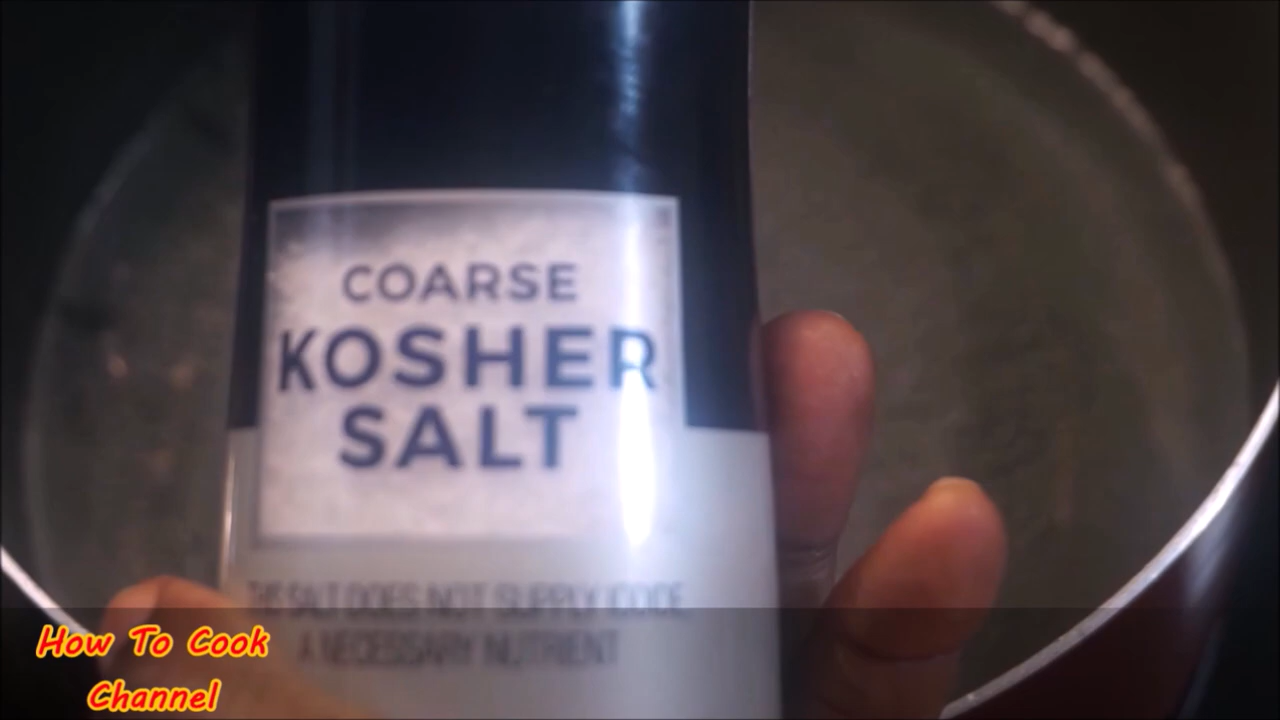 COARSE
KOSHER
SALT
THIS SALT DOES NOT SUPPLY IODIDE,
A NECESSARY NUTRIENT
How To Cook
Channel